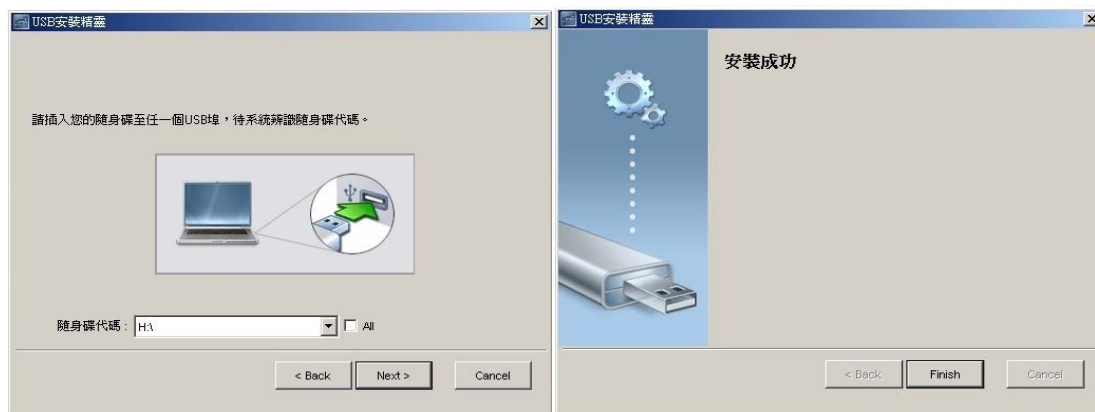 USB安裝精靈
請插入您的隨身碟至任一個USB埠，待系統辨識隨身碟代碼。
隨身碟代碼：
H:\
All
< Back
Next >
Cancel
USB安裝精靈
安裝成功
< Back
Finish
Cancel